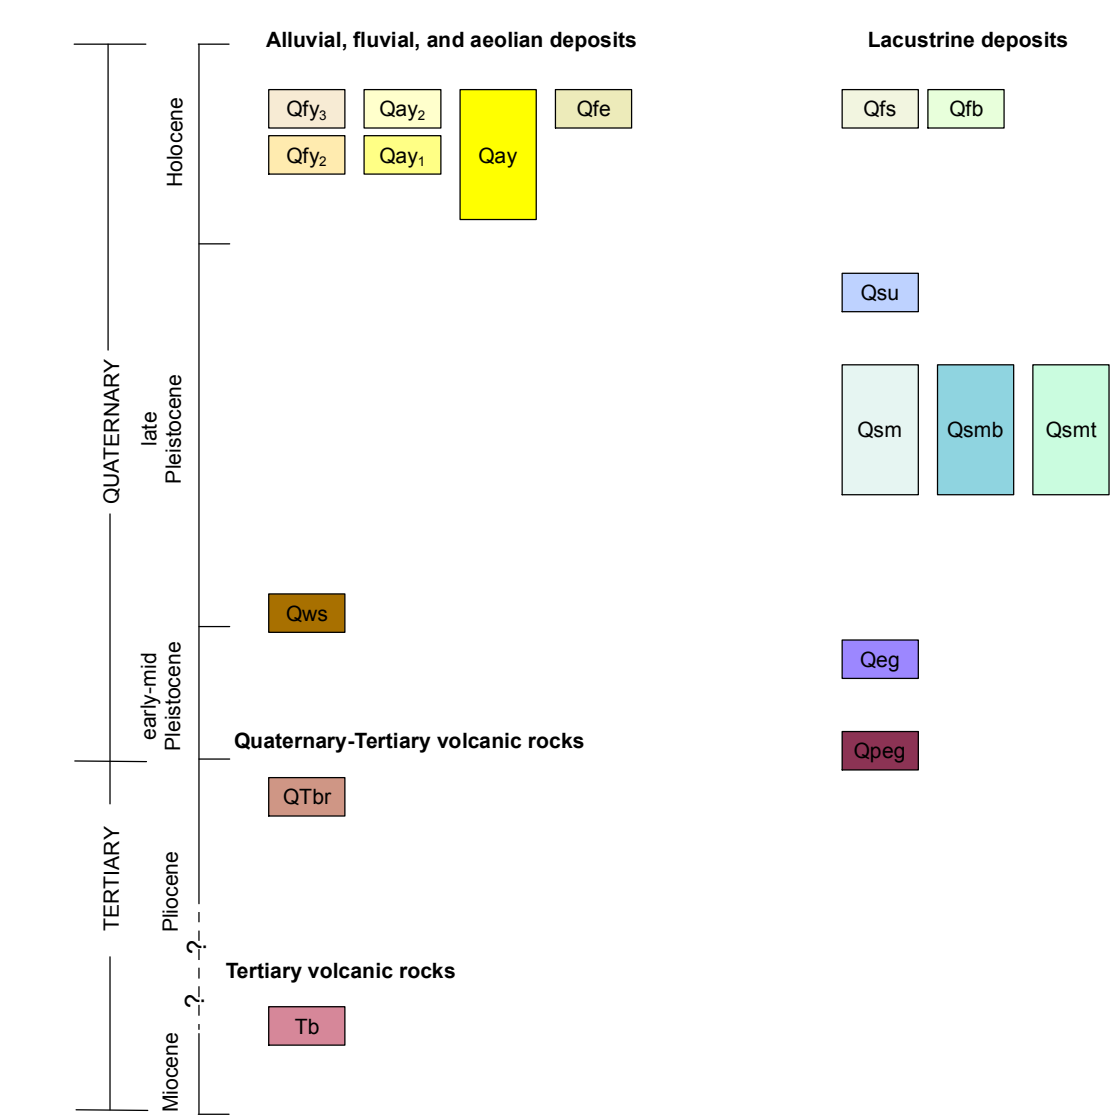 Alluvial, fluvial, and aeolian deposits
Lacustrine deposits
Qfy3
Qay2
Qay
Qfe
Qfs
Qfb
Qfy2
Qay1
Holocene
Qsu
QUATERNARY
late
Pleistocene
Qsm
Qsmb
Qsmt
Qws
early-mid
Pleistocene
Qeg
Quaternary-Tertiary volcanic rocks
Qpeg
QTbr
TERTIARY
Pliocene
?
Tertiary volcanic rocks
?
Tb
Miocene